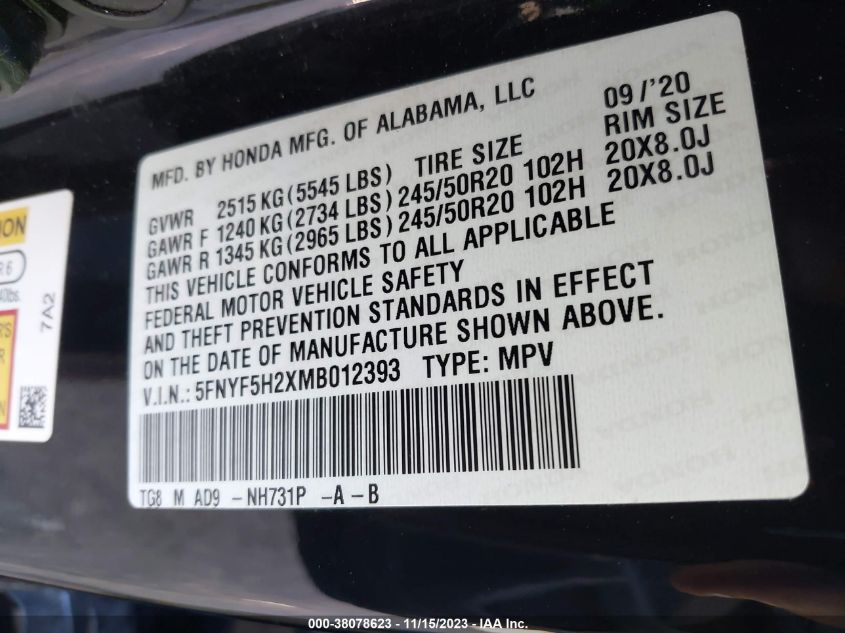 MFD. BY HONDA MFG. OF ALABAMA, LLC 09/'20
GVWR 2515 KG (5545 LBS) TIRE SIZE RIM SIZE
GAWR F 1240 KG (2734 LBS) 245/50R20 102H 20X8.0J
GAWR R 1345 KG (2965 LBS) 245/50R20 102H 20X8.0J
THIS VEHICLE CONFORMS TO ALL APPLICABLE
FEDERAL MOTOR VEHICLE SAFETY
AND THEFT PREVENTION STANDARDS IN EFFECT
ON THE DATE OF MANUFACTURE SHOWN ABOVE.
V.I.N.: 5FNYF5H2XMB012393 TYPE: MPV
TG8 M AD9 - NH731P - A - B
7A2
000-38078623 - 11/15/2023 - IAA Inc.